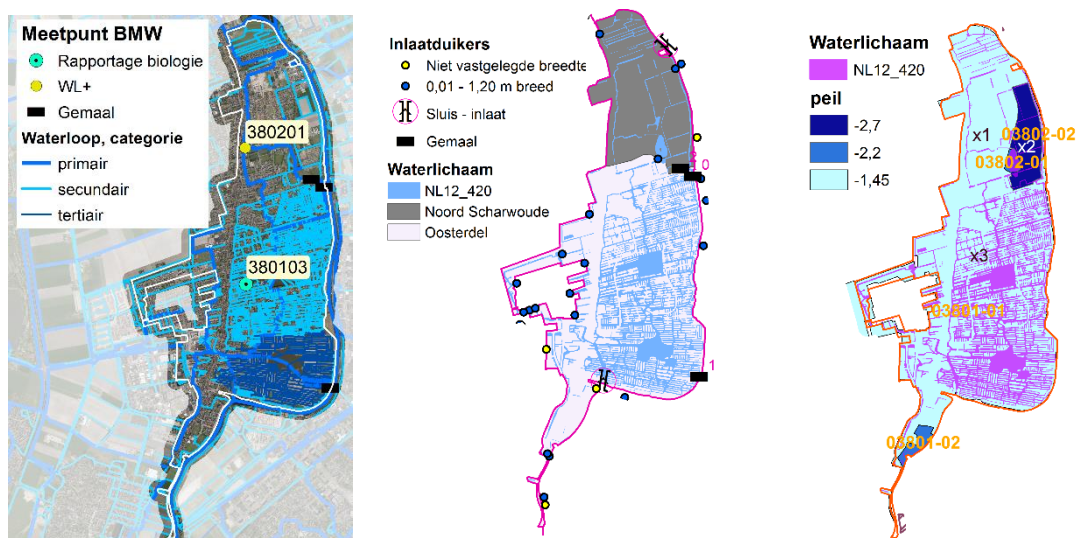 Meetpunt BMW
Rapportage biologie
WL+
Gemaal
Waterloop, categorie
primair
secundair
tertiair
380201
380103
Inlaatduikers
Niet vastgelegde breedte
0,01 - 1,20 m breed
Sluis - inlaat
Gemaal
Waterlichaam
NL12_420
Noord Scharwoude
Oosterdel
0
1
Waterlichaam
NL12_420
peil
-2,7
-2,2
-1,45
x1
03802-02
x2
03802-01
x3
03801-01
03801-02